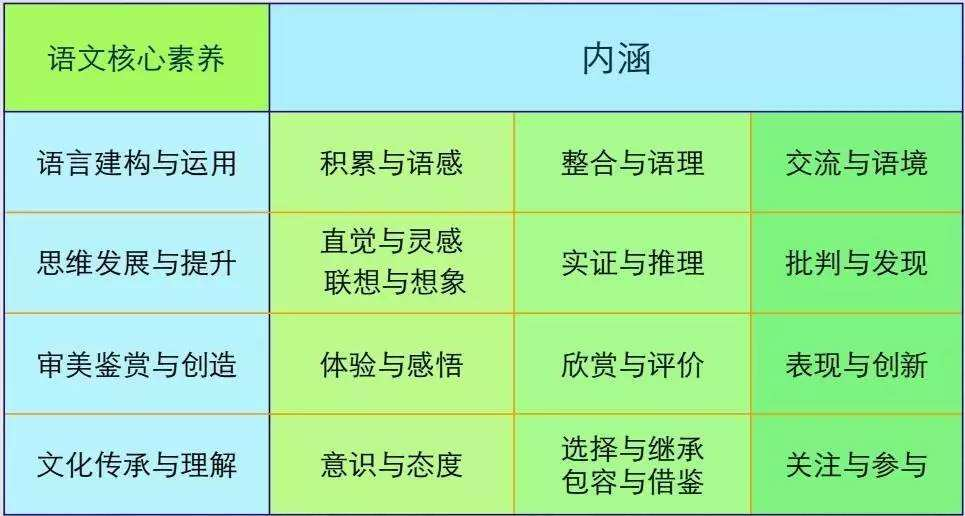 语文核心素养
内涵
语言建构与运用
积累与语感
整合与语理
交流与语境
思维发展与提升
直觉与灵感
联想与想象
实证与推理
批判与发现
审美鉴赏与创造
体验与感悟
欣赏与评价
表现与创新
文化传承与理解
意识与态度
选择与继承
包容与借鉴
关注与参与